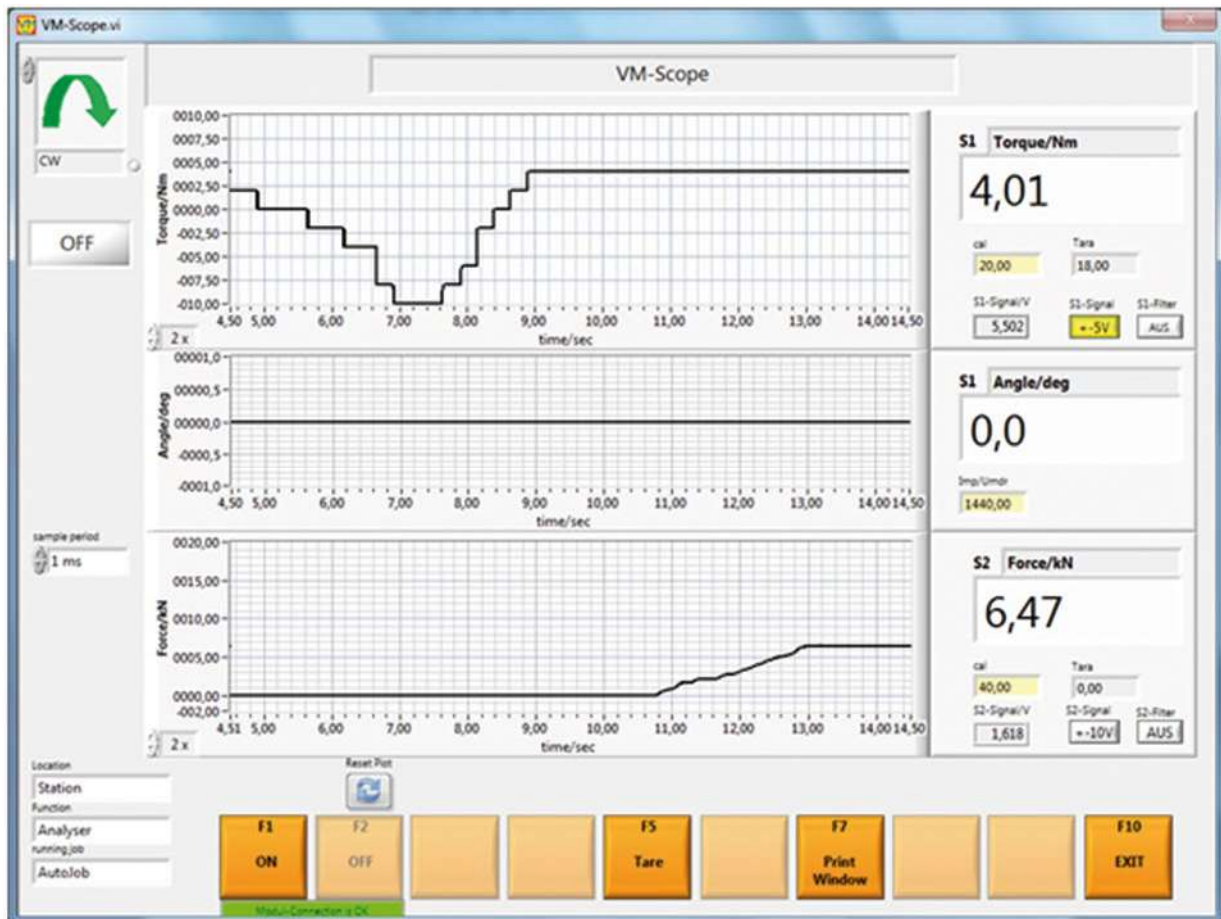 VM-Scope.vi
VM-Scope
CW
OFF
0010,00
0007,50
0005,00
0002,50
0000,00
-002,50
-005,00
-007,50
-010,00
Torque/Nm
4,50 5,00 6,00 7,00 8,00 9,00 10,00 11,00 12,00 13,00 14,00 14,50
time/sec
2 x
S1 Torque/Nm
4,01
cal Tara
20,00 18,00
S1-Signal/V S1-Signal S1-Filter
5,502 +-5V AUS
00001,0
00000,5
00000,0
-0000,5
-0001,0
Angle/deg
4,50 5,00 6,00 7,00 8,00 9,00 10,00 11,00 12,00 13,00 14,00 14,50
time/sec
S1 Angle/deg
0,0
Imp/Umdr
1440,00
sample period
1 ms
0020,00
0015,00
0010,00
0005,00
0000,00
-002,00
Force/kN
4,51 5,00 6,00 7,00 8,00 9,00 10,00 11,00 12,00 13,00 14,00 14,50
time/sec
2 x
S2 Force/kN
6,47
cal Tara
40,00 0,00
S2-Signal/V S2-Signal S2-Filter
1,618 +-10V AUS
Location
Station
Function
Analyser
running job
AutoJob
Reset Plot
F1 F2 F5 F7 F10
ON OFF Tare Print Window EXIT
Modul-Connection is OK